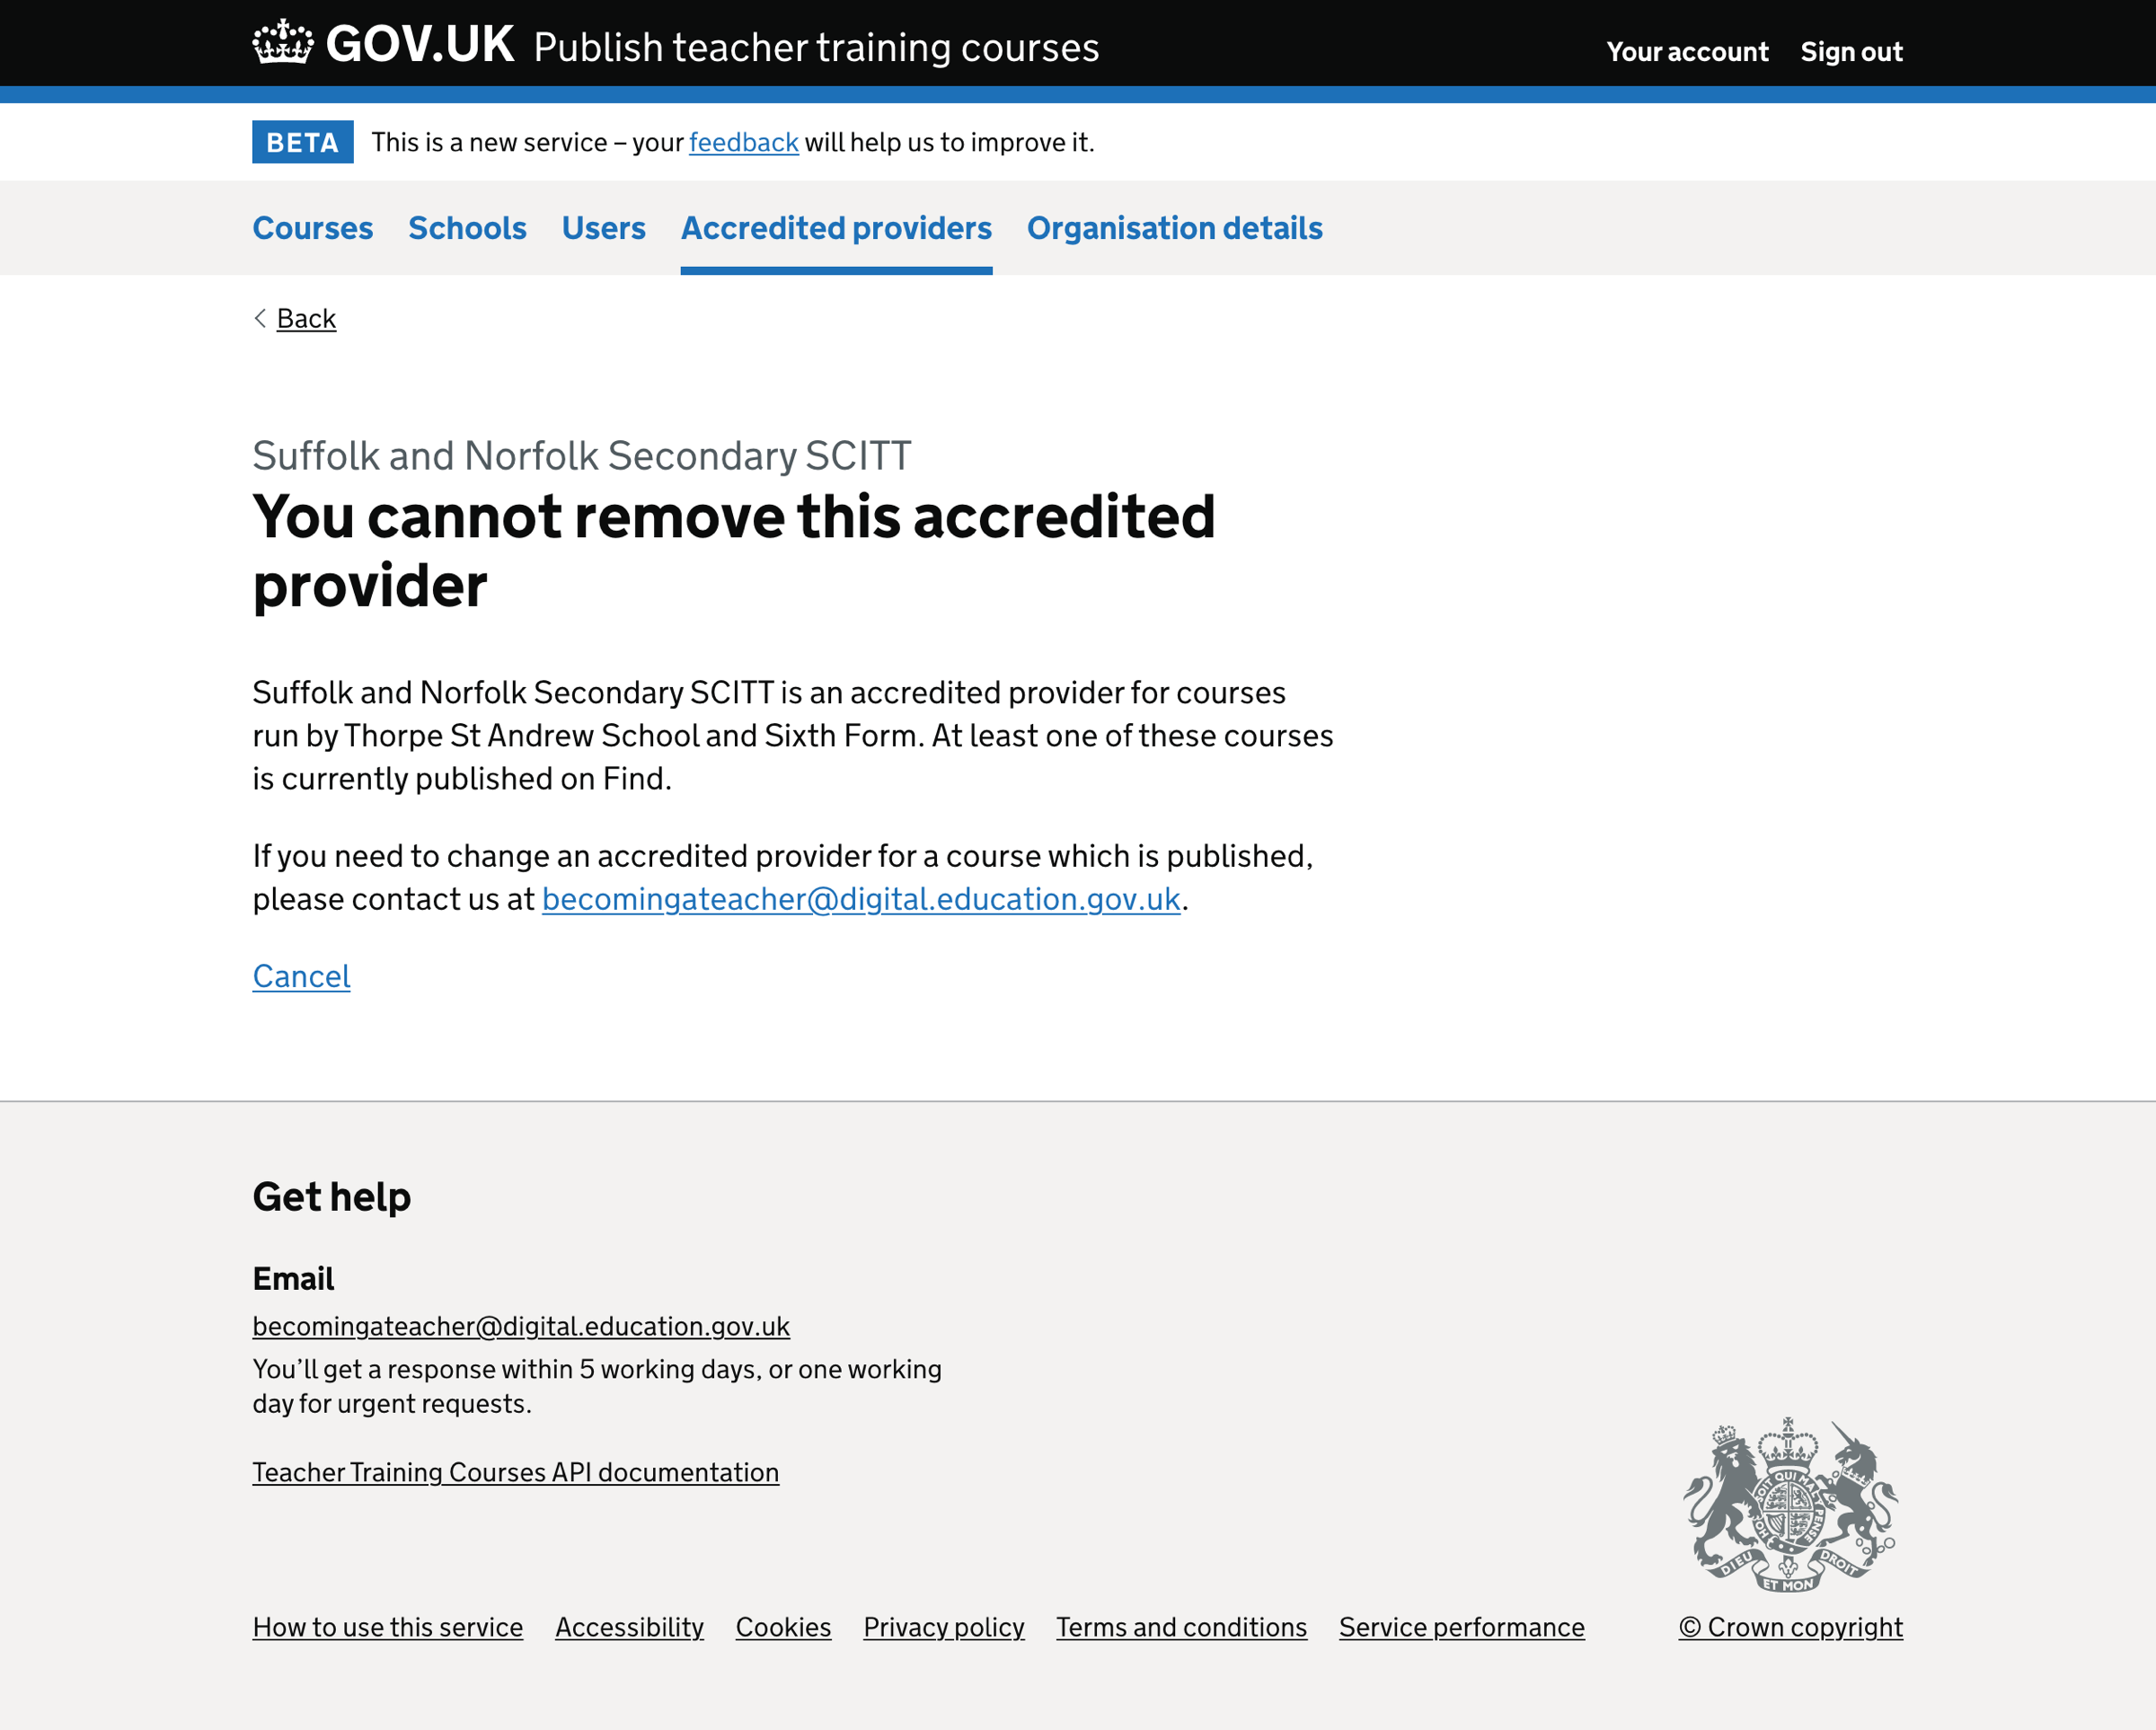 GOV.UK Publish teacher training courses
Your account Sign out
BETA This is a new service – your feedback will help us to improve it.
Courses Schools Users Accredited providers Organisation details
Back
Suffolk and Norfolk Secondary SCITT
You cannot remove this accredited
provider
Suffolk and Norfolk Secondary SCITT is an accredited provider for courses
run by Thorpe St Andrew School and Sixth Form. At least one of these courses
is currently published on Find.
If you need to change an accredited provider for a course which is published,
please contact us at becomingateacher@digital.education.gov.uk.
Cancel
Get help
Email
becomingateacher@digital.education.gov.uk
You’ll get a response within 5 working days, or one working
day for urgent requests.
Teacher Training Courses API documentation
DIEU ET MON DROIT
How to use this service Accessibility Cookies Privacy policy Terms and conditions Service performance © Crown copyright